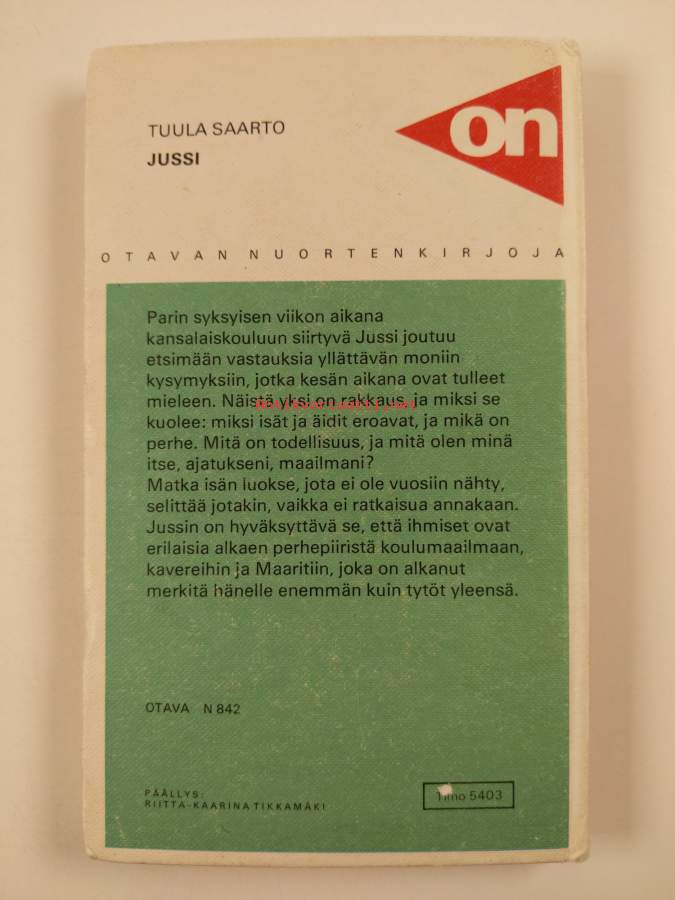 TUULA SAARTO
JUSSI
on
OTAVAN NUORTENKIRJOJA
Parin syksyisen viikon aikana
kansalaiskouluun siirtyvä Jussi joutuu
etsimään vastauksia yllättävän moniin
kysymyksiin, jotka kesän aikana ovat tulleet
mieleen. Näistä yksi on rakkaus, ja miksi se
kuolee: miksi isät ja äidit eroavat, ja mikä on
perhe. Mitä on todellisuus, ja mitä olen minä
itse, ajatukseni, maailmani?
Matka isän luokse, jota ei ole vuosiin nähty,
selittää jotakin, vaikka ei ratkaisua annakaan.
Jussin on hyväksyttävä se, että ihmiset ovat
erilaisia alkaen perhepiiristä koulumaailmaan,
kavereihin ja Maaritiin, joka on alkanut
merkitä hänelle enemmän kuin tytöt yleensä.
OTAVA N 842
PÄÄLLYS:
RIITTA-KAARINA TIKKAMÄKI
Timo 5403